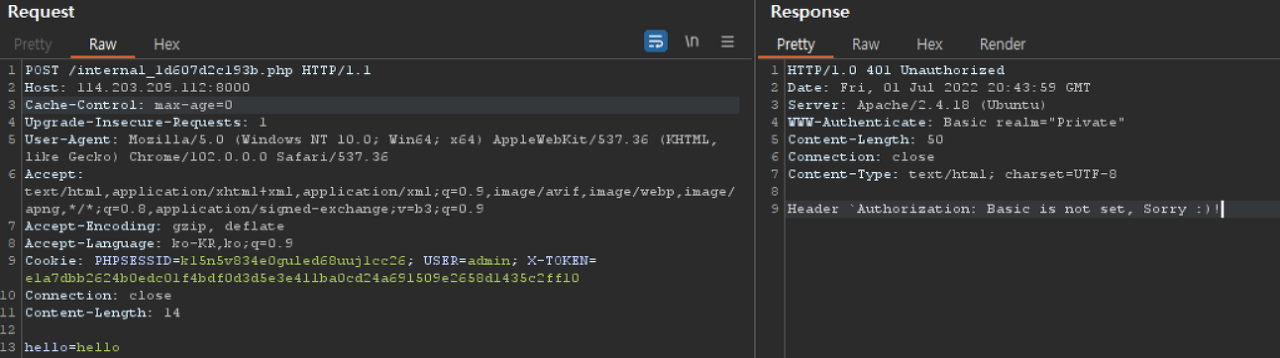 Request
Pretty Raw Hex \n
1 POST /internal_1d607d2c193b.php HTTP/1.1
2 Host: 114.203.209.112:8000
3 Cache-Control: max-age=0
4 Upgrade-Insecure-Requests: 1
5 User-Agent: Mozilla/5.0 (Windows NT 10.0; Win64; x64) AppleWebKit/537.36 (KHTML,
like Gecko) Chrome/102.0.0.0 Safari/537.36
6 Accept:
text/html,application/xhtml+xml,application/xml;q=0.9,image/avif,image/webp,image/
apng,*/*;q=0.8,application/signed-exchange;v=b3;q=0.9
7 Accept-Encoding: gzip, deflate
8 Accept-Language: ko-KR,ko;q=0.9
9 Cookie: PHPSESSID=k15n5v834e0guled68uuj1cc26; USER=admin; X-TOKEN=
e1a7dbb2624b0edc01f4bdf0d3d5e3e411ba0cd24a691509e2658d1435c2ff10
10 Connection: close
11 Content-Length: 14
12
13 hello=hello
Response
Pretty Raw Hex Render
1 HTTP/1.0 401 Unauthorized
2 Date: Fri, 01 Jul 2022 20:43:59 GMT
3 Server: Apache/2.4.18 (Ubuntu)
4 WWW-Authenticate: Basic realm="Private"
5 Content-Length: 50
6 Connection: close
7 Content-Type: text/html; charset=UTF-8
8
9 Header `Authorization: Basic is not set, Sorry :)!